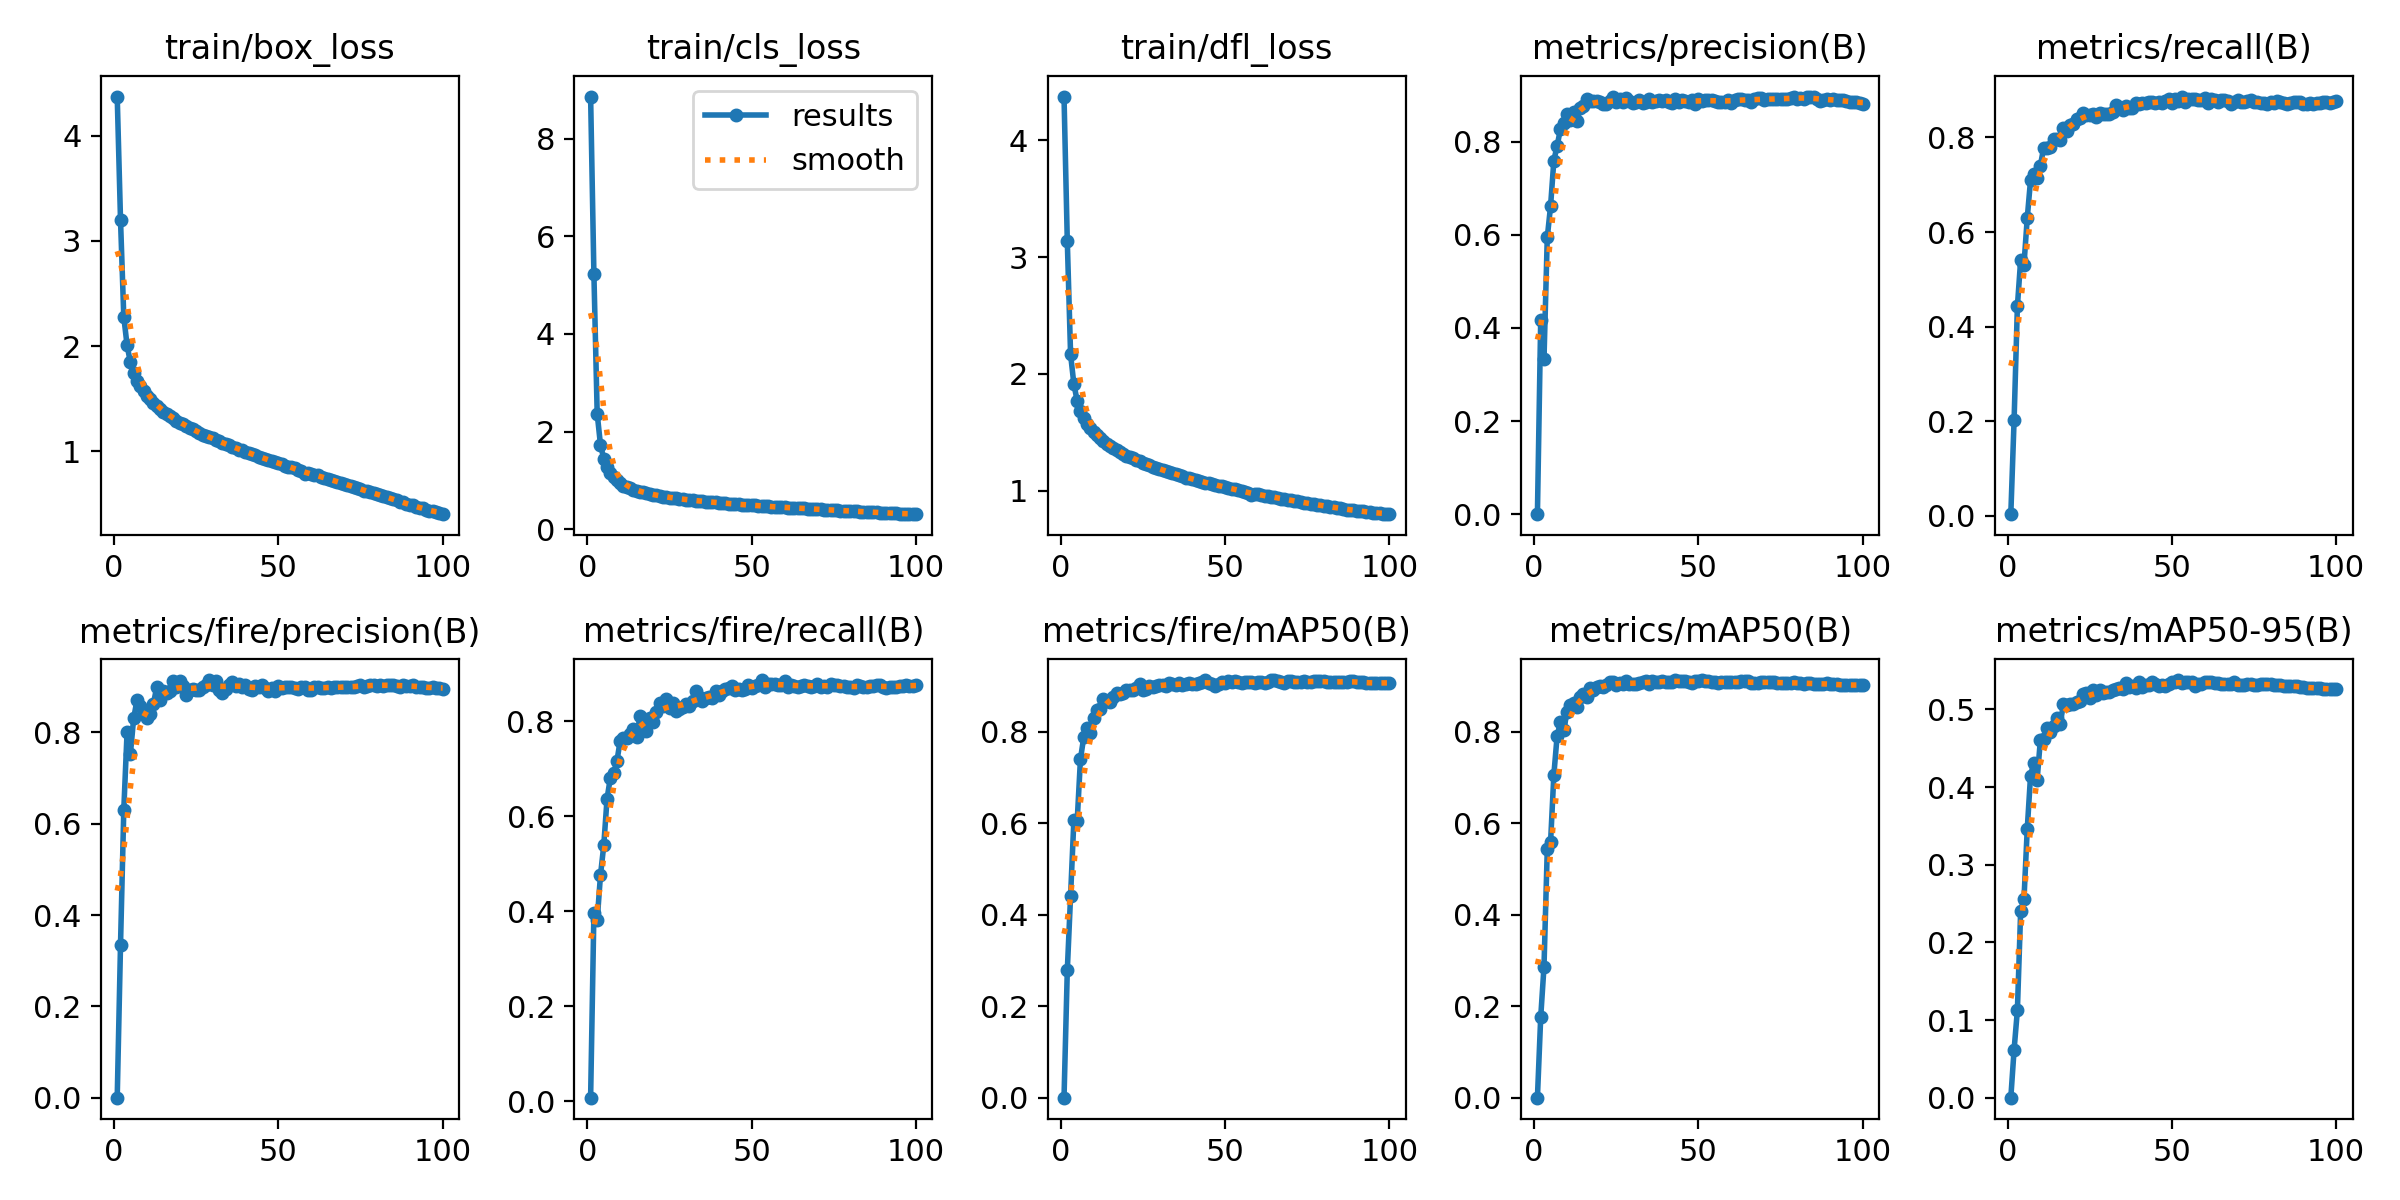 train/box_loss
4
3
2
1
0 50 100
train/cls_loss
results
smooth
8
6
4
2
0
0 50 100
train/dfl_loss
4
3
2
1
0 50 100
metrics/precision(B)
0.8
0.6
0.4
0.2
0.0
0 50 100
metrics/recall(B)
0.8
0.6
0.4
0.2
0.0
0 50 100
metrics/fire/precision(B)
0.8
0.6
0.4
0.2
0.0
0 50 100
metrics/fire/recall(B)
0.8
0.6
0.4
0.2
0.0
0 50 100
metrics/fire/mAP50(B)
0.8
0.6
0.4
0.2
0.0
0 50 100
metrics/mAP50(B)
0.8
0.6
0.4
0.2
0.0
0 50 100
metrics/mAP50-95(B)
0.5
0.4
0.3
0.2
0.1
0.0
0 50 100